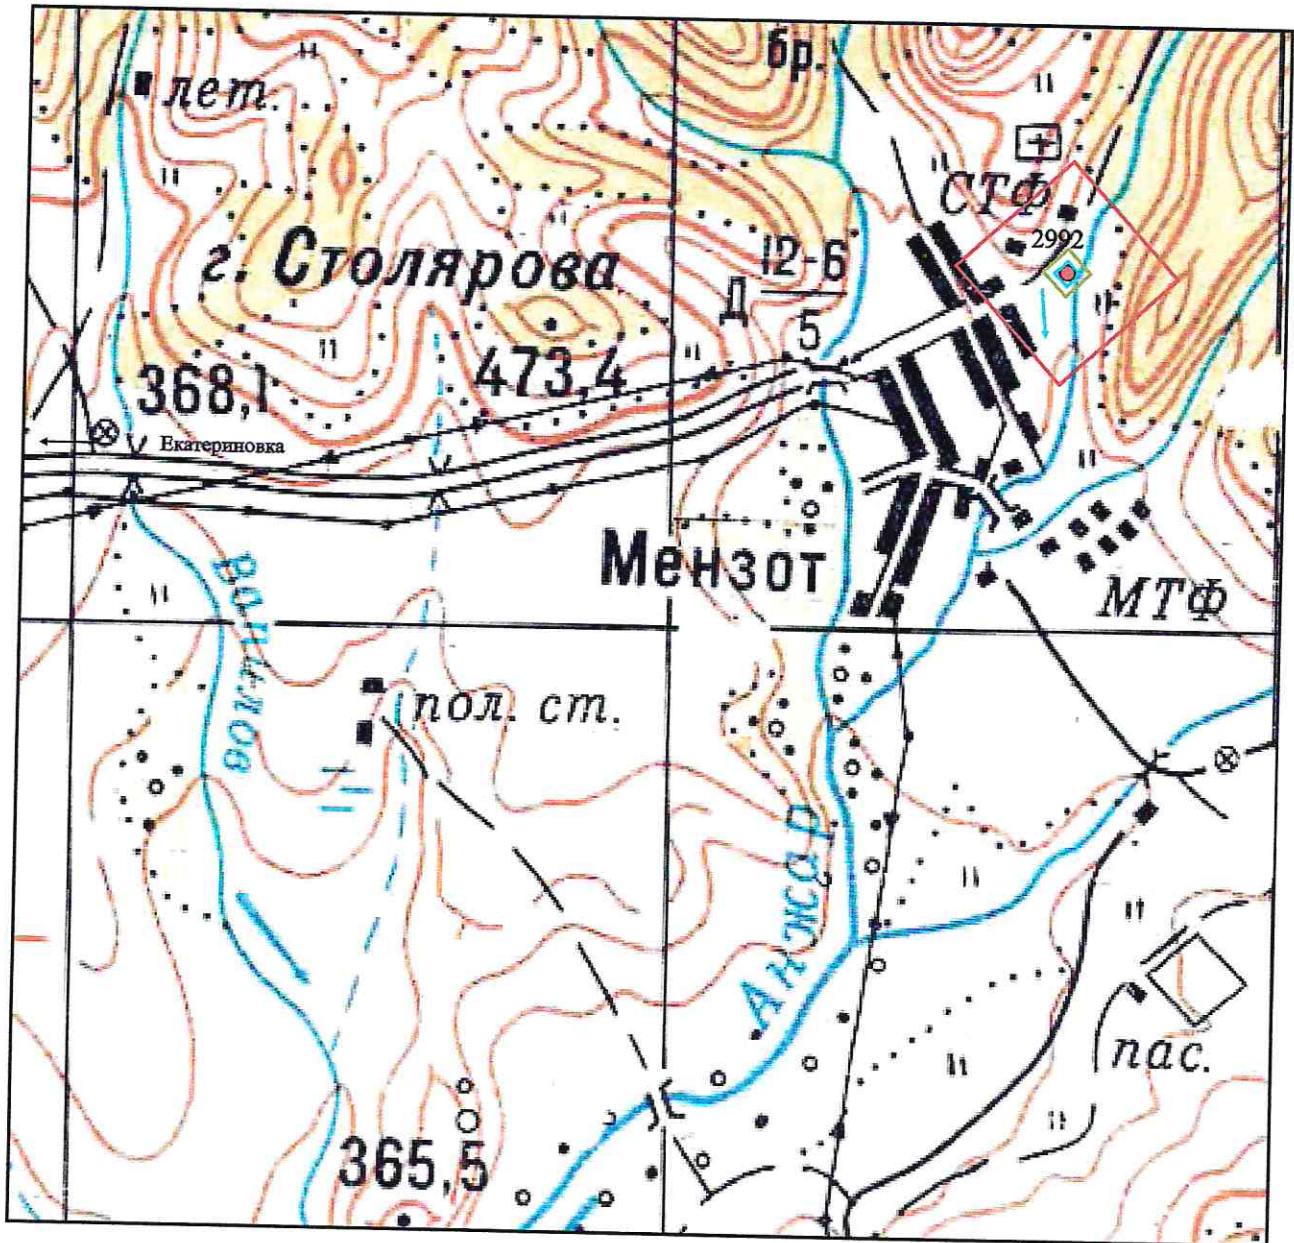 бр.
лет.
СТФ
2992
г. Столярова
Д 12-6
5
473,4
368,1
Екатериновка
Мензот
МТФ
пол. ст.
Анжар
пас.
365,5